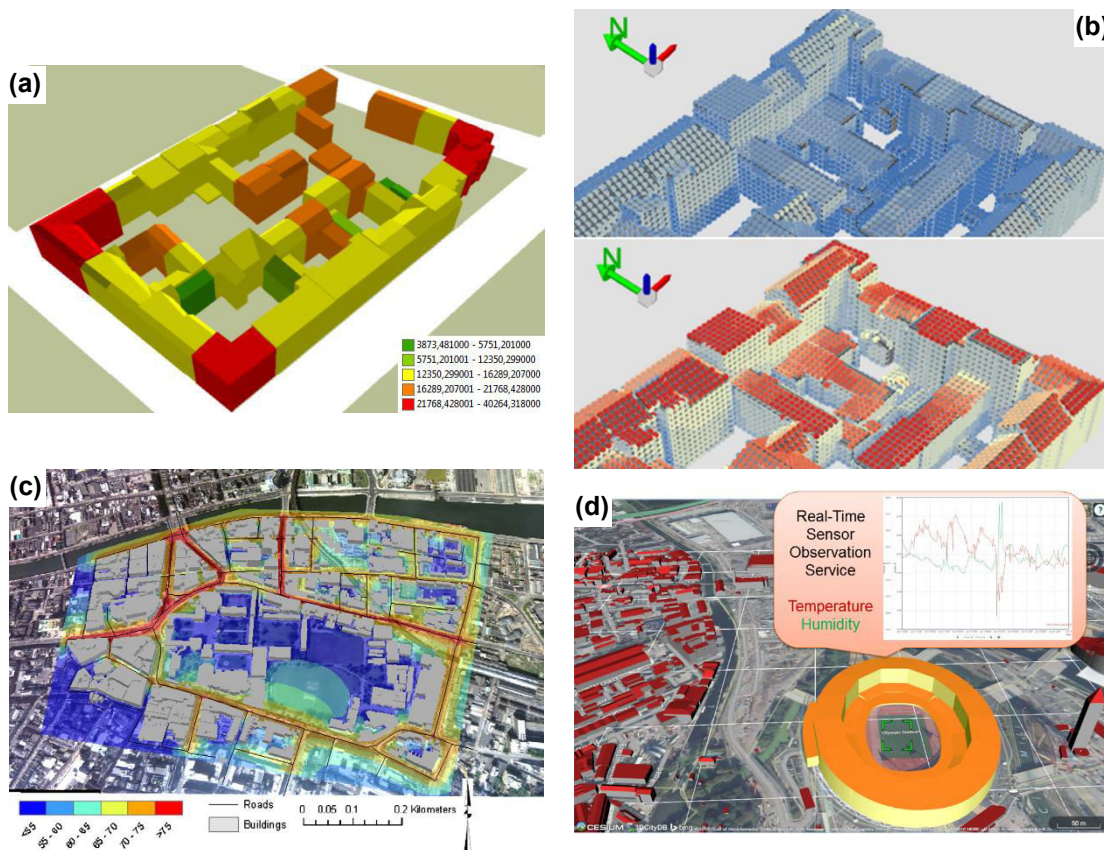 (a)
3873,481000 - 5751,201000
5751,201001 - 12350,299000
12350,299001 - 16289,207000
16289,207001 - 21768,428000
21768,428001 - 40264,318000
(b)
N
N
(c)
<55
55 - 60
60 - 65
65 - 70
70 - 75
>75
Roads
Buildings
0 0.05 0.1 0.2 Kilometers
(d)
Real-Time
Sensor
Observation
Service
Temperature
Humidity
?
CESIUM 3DCityDB bing
50 m